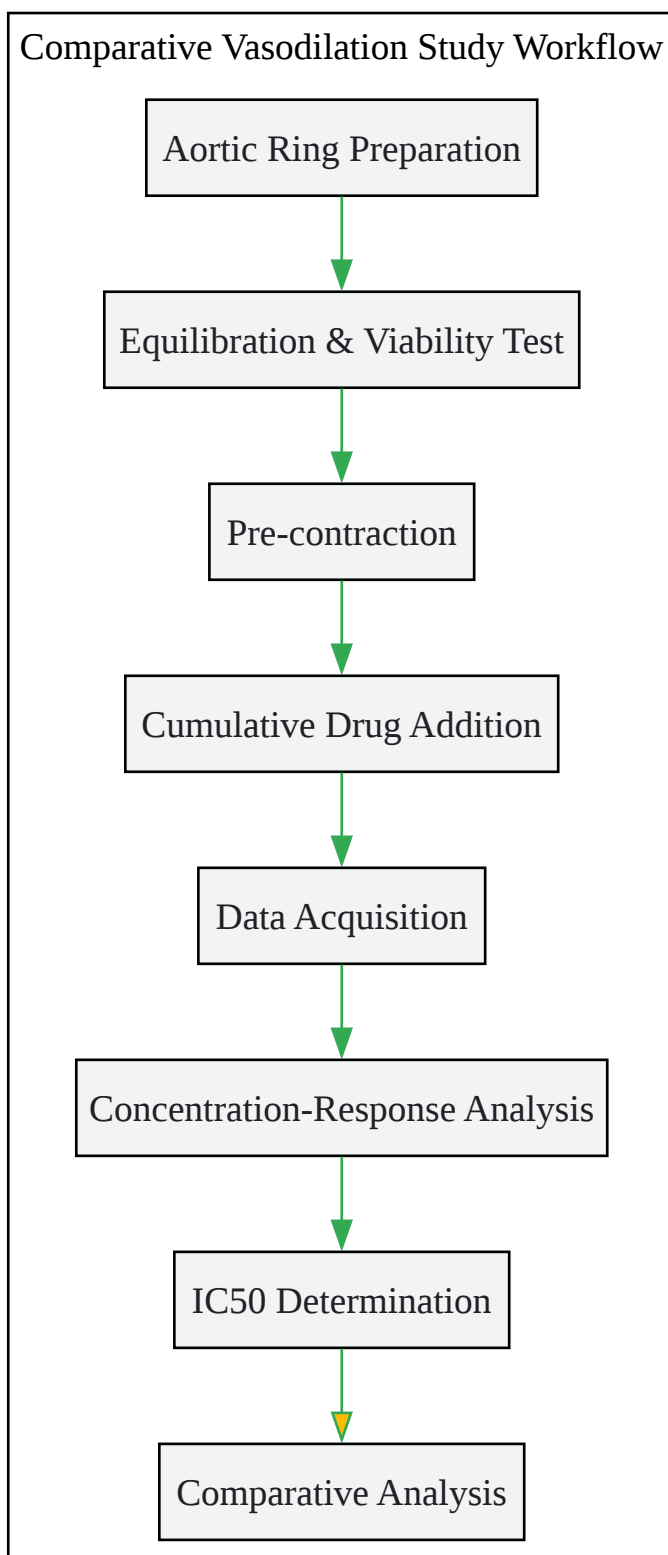 Comparative Vasodilation Study Workflow
Aortic Ring Preparation
Equilibration & Viability Test
Pre-contraction
Cumulative Drug Addition
Data Acquisition
Concentration-Response Analysis
IC50 Determination
Comparative Analysis